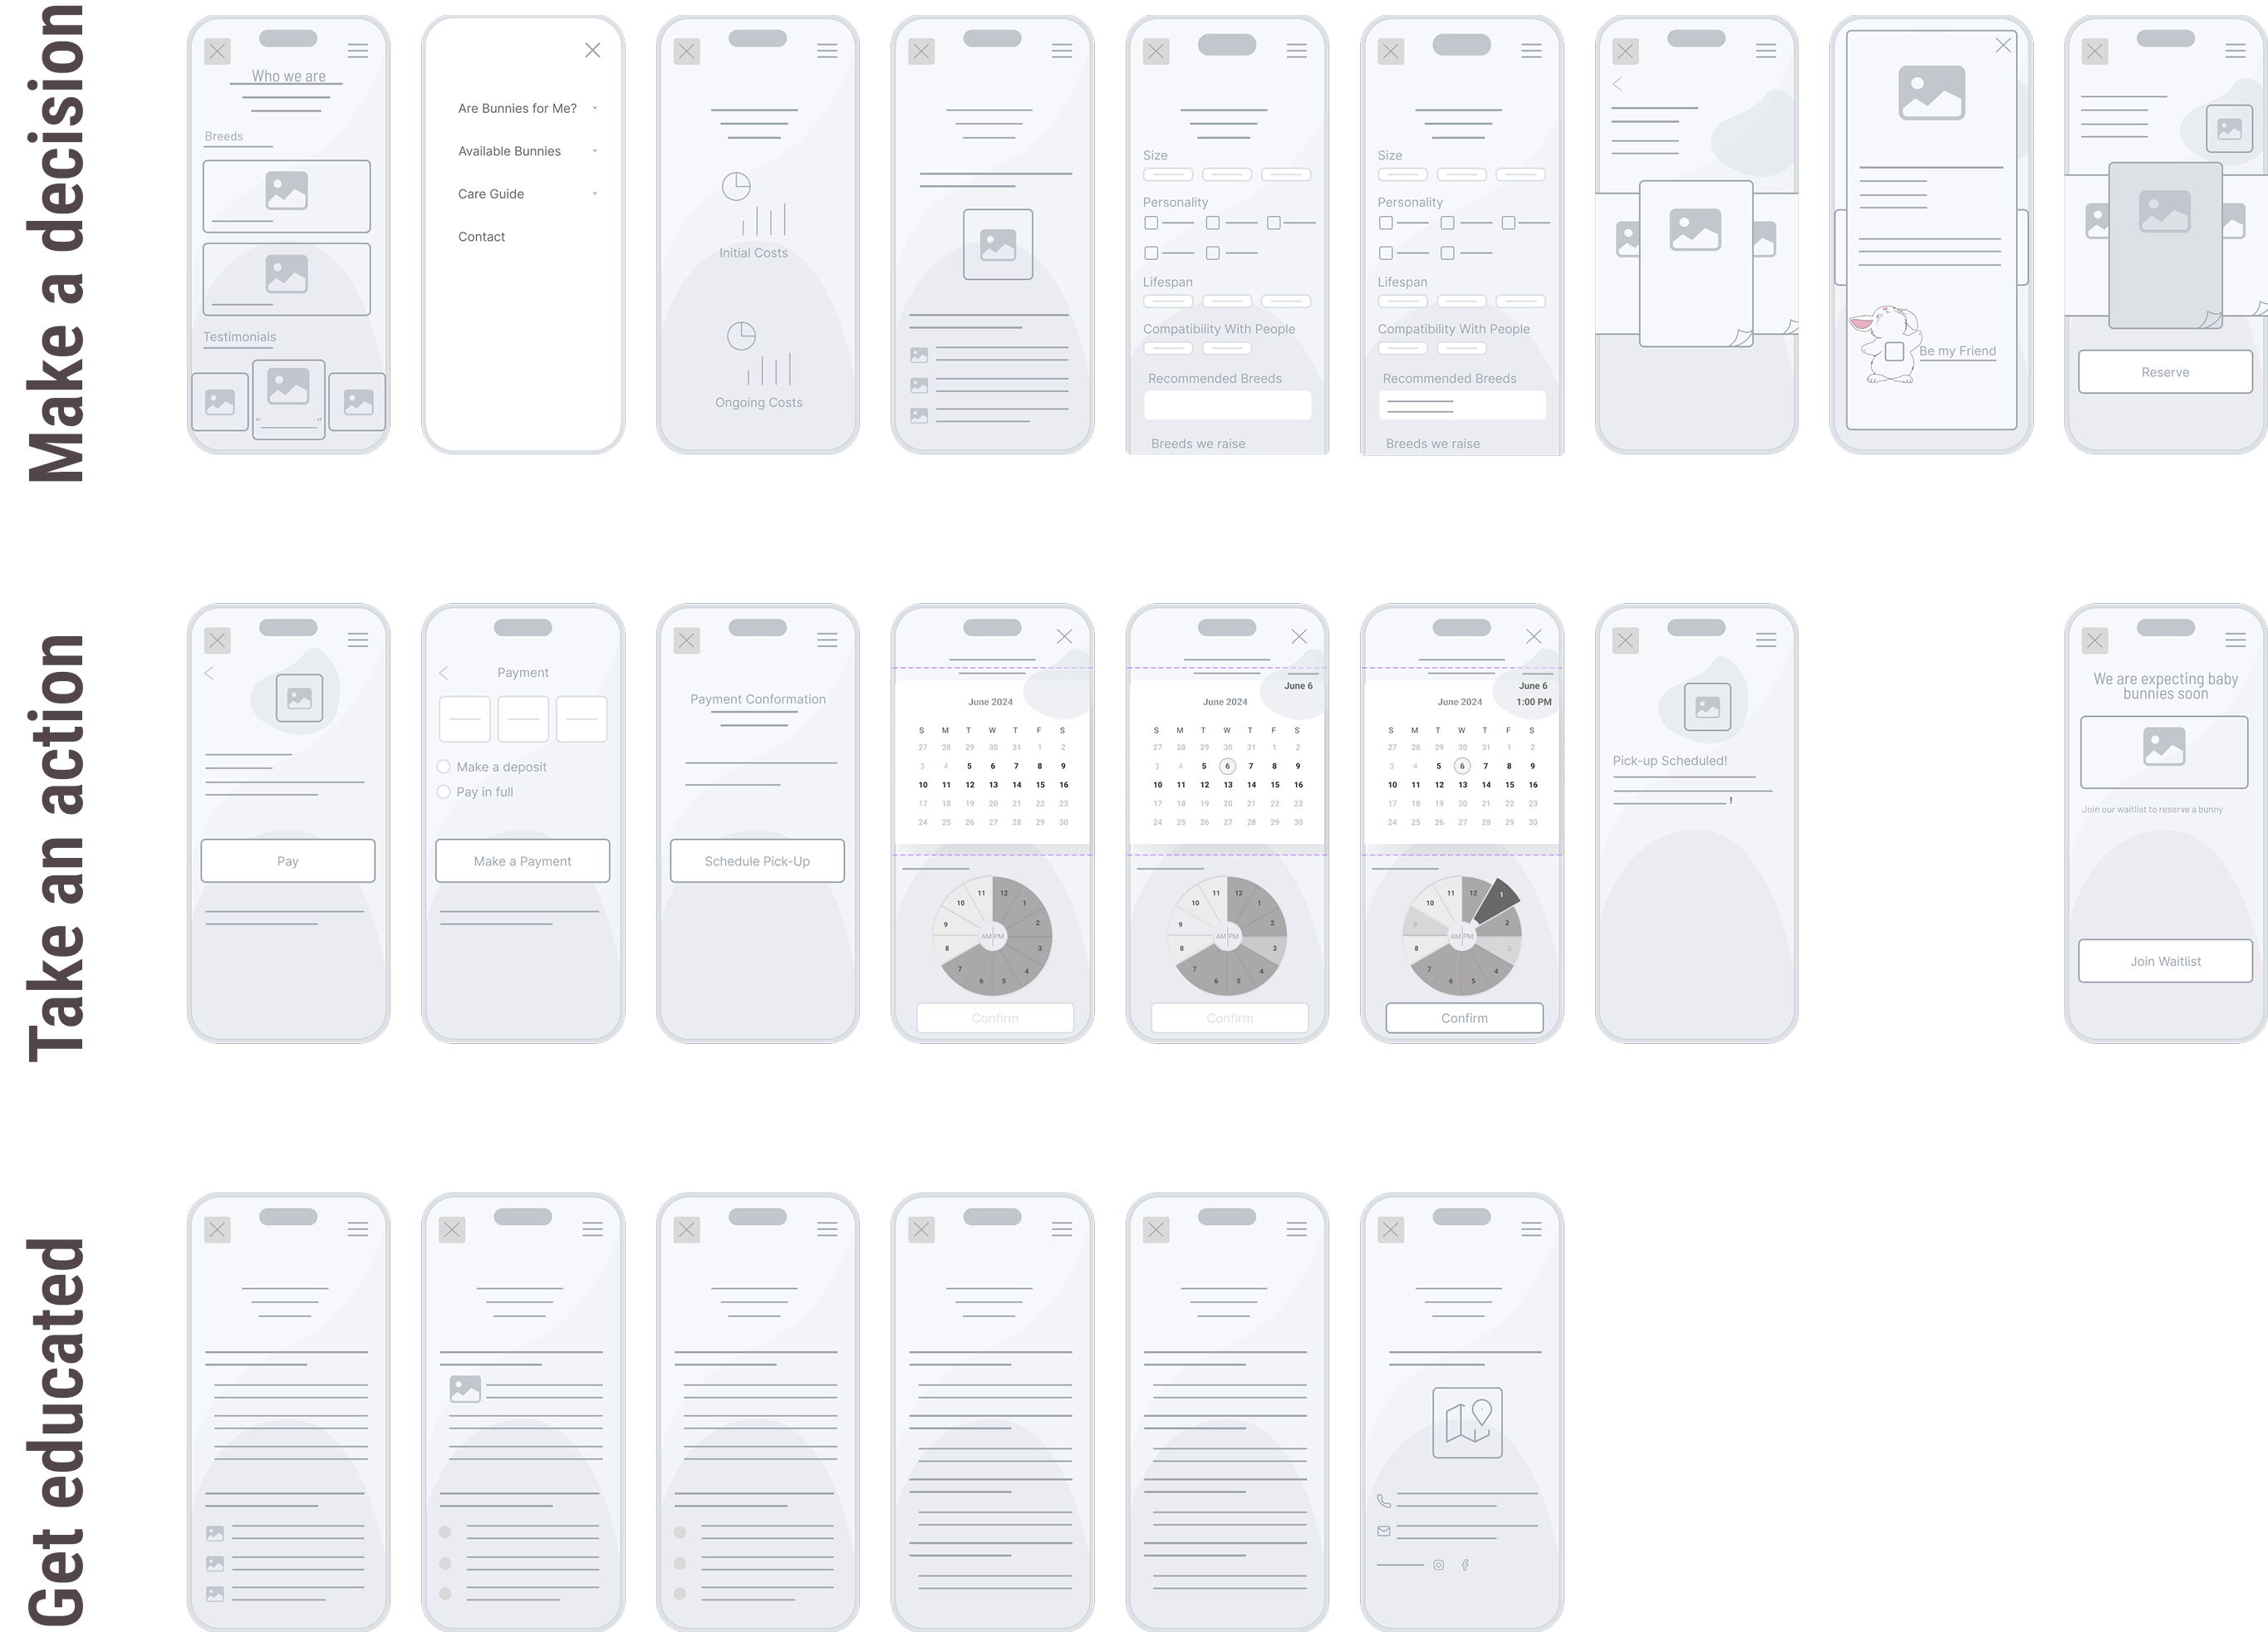 Make a decision
Who we are
Breeds
Testimonials
“ ”
Are Bunnies for Me?
Available Bunnies
Care Guide
Contact
Initial Costs
Ongoing Costs
Size
Personality
Lifespan
Compatibility With People
Recommended Breeds
Breeds we raise
Size
Personality
Lifespan
Compatibility With People
Recommended Breeds
Breeds we raise
Be my Friend
Reserve
Take an action
Pay
Payment
Make a deposit
Pay in full
Make a Payment
Payment Conformation
Schedule Pick-Up
June 2024
S M T W T F S
27 28 29 30 31 1 2
3 4 5 6 7 8 9
10 11 12 13 14 15 16
17 18 19 20 21 22 23
24 25 26 27 28 29 30
11 12
10 1
9 2
8 3
7 4
6 5
AM PM
Confirm
June 6
June 2024
S M T W T F S
27 28 29 30 31 1 2
3 4 5 6 7 8 9
10 11 12 13 14 15 16
17 18 19 20 21 22 23
24 25 26 27 28 29 30
11 12
10 1
9 2
8 3
7 4
6 5
AM PM
Confirm
June 6
June 2024 1:00 PM
S M T W T F S
27 28 29 30 31 1 2
3 4 5 6 7 8 9
10 11 12 13 14 15 16
17 18 19 20 21 22 23
24 25 26 27 28 29 30
11 12
10 1
9 2
8 3
7 4
6 5
AM PM
Confirm
Pick-up Scheduled!
!
We are expecting baby
bunnies soon
Join our waitlist to reserve a bunny
Join Waitlist
Get educated